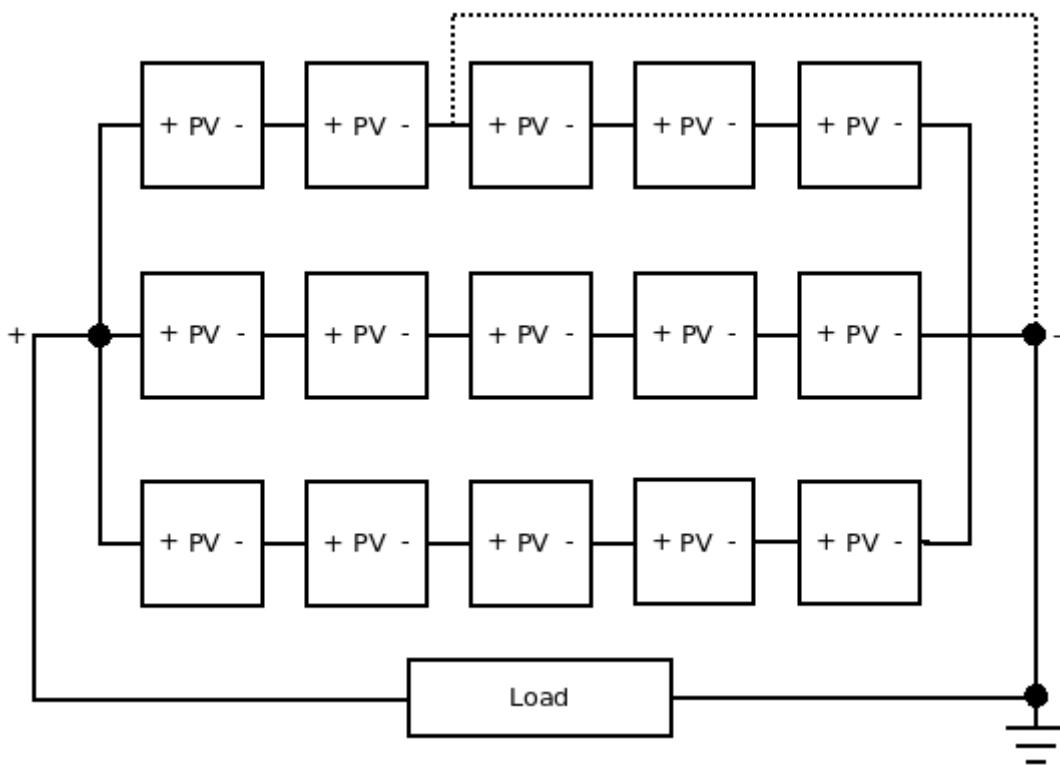 + PV - + PV - + PV - + PV - + PV -
+ + PV - + PV - + PV - + PV - + PV - -
+ PV - + PV - + PV - + PV - + PV -
Load